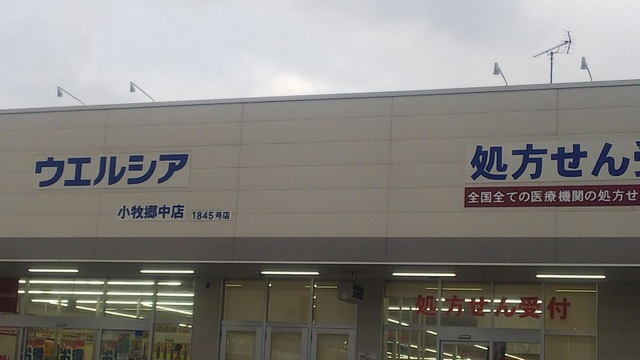 ウエルシア
小牧郷中店 1845号店
処方せん
全国全ての医療機関の処方せ
処方せん受付